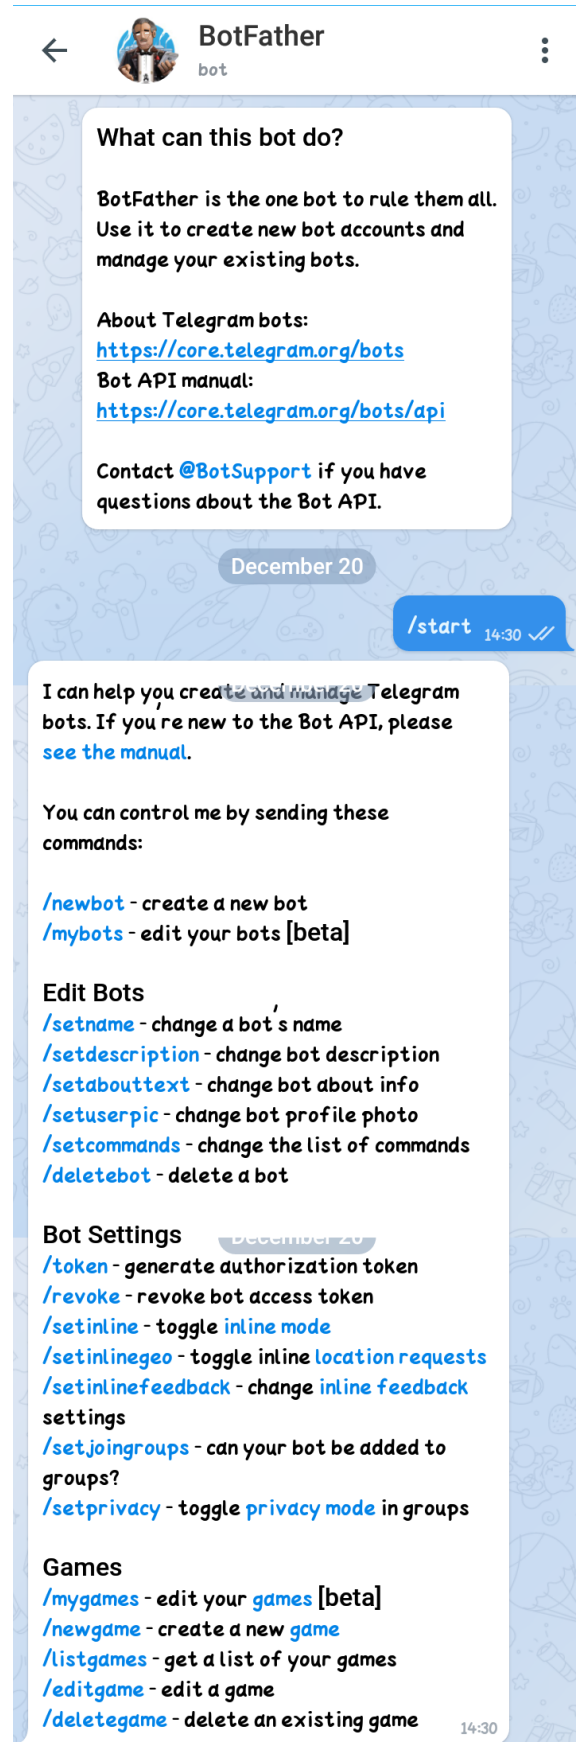 BotFather
bot
What can this bot do?
BotFather is the one bot to rule them all.
Use it to create new bot accounts and
manage your existing bots.
About Telegram bots:
https://core.telegram.org/bots
Bot API manual:
https://core.telegram.org/bots/api
Contact @BotSupport if you have
questions about the Bot API.
December 20
/start 14:30
I can help you create and manage Telegram
bots. If you're new to the Bot API, please
see the manual.
You can control me by sending these
commands:
/newbot - create a new bot
/mybots - edit your bots [beta]
Edit Bots
/setname - change a bot's name
/setdescription - change bot description
/setabouttext - change bot about info
/setuserpic - change bot profile photo
/setcommands - change the list of commands
/deletebot - delete a bot
Bot Settings
December 20
/token - generate authorization token
/revoke - revoke bot access token
/setinline - toggle inline mode
/setinlinegeo - toggle inline location requests
/setinlinefeedback - change inline feedback
settings
/setjoingroups - can your bot be added to
groups?
/setprivacy - toggle privacy mode in groups
Games
/mygames - edit your games [beta]
/newgame - create a new game
/listgames - get a list of your games
/editgame - edit a game
/deletegame - delete an existing game
14:30